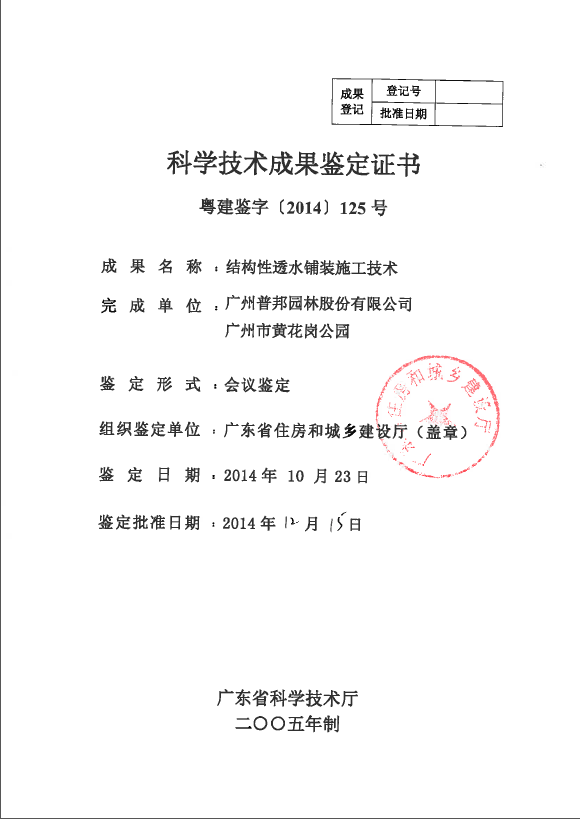 成果登记
登记号
批准日期
科学技术成果鉴定证书
粤建鉴字〔2014〕125号
成果名称：结构性透水铺装施工技术
完成单位：广州普邦园林股份有限公司
广州市黄花岗公园
鉴定形式：会议鉴定
广东省住房和城乡建设厅
组织鉴定单位：广东省住房和城乡建设厅（盖章）
鉴定日期：2014年 10 月 23日
鉴定批准日期：2014年12月15日
广东省科学技术厅
二〇〇五年制